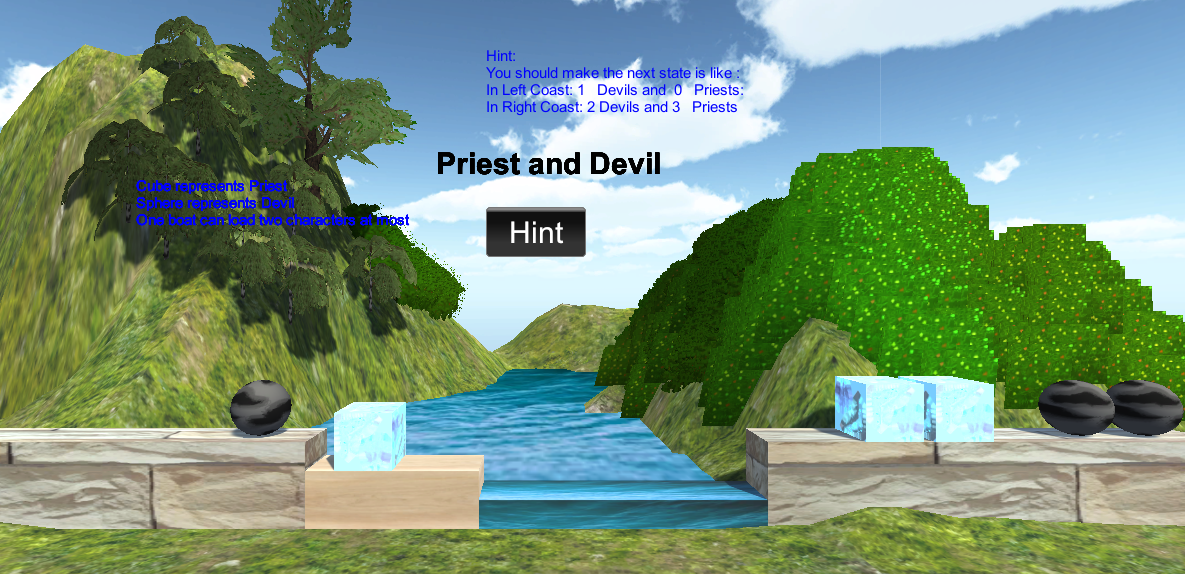 Hint:
You should make the next state is like :
In Left Coast: 1 Devils and 0 Priests;
In Right Coast: 2 Devils and 3 Priests
Priest and Devil
Cube represents Priest
Sphere represents Devil
One boat can load two characters at most
Hint